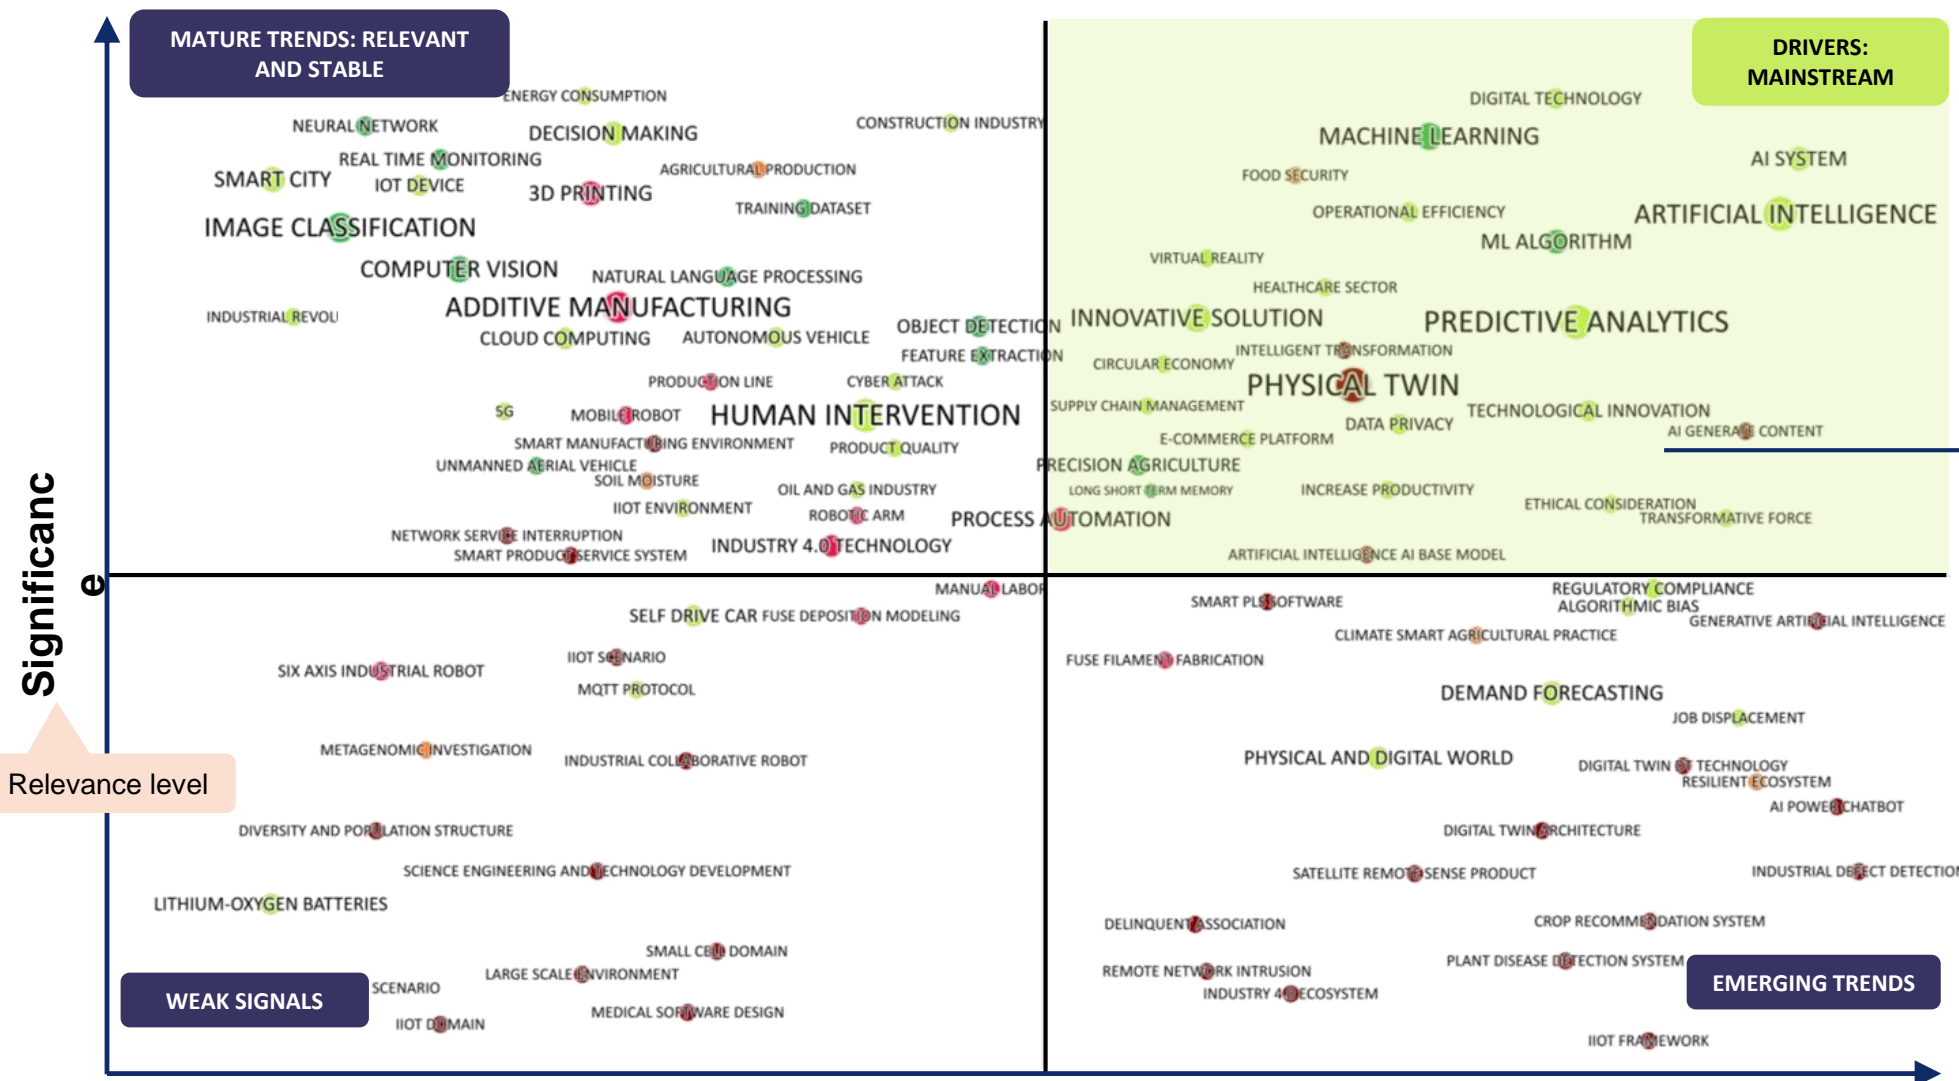 MATURE TRENDS: RELEVANT
AND STABLE
DRIVERS:
MAINSTREAM
ENERGY CONSUMPTION
NEURAL NETWORK
DECISION MAKING
CONSTRUCTION INDUSTRY
REAL TIME MONITORING
AGRICULTURAL PRODUCTION
SMART CITY
IOT DEVICE
3D PRINTING
TRAINING DATASET
IMAGE CLASSIFICATION
COMPUTER VISION
NATURAL LANGUAGE PROCESSING
ADDITIVE MANUFACTURING
INDUSTRIAL REVOL
CLOUD COMPUTING
AUTONOMOUS VEHICLE
OBJECT DETECTION
FEATURE EXTRACTION
PRODUCTION LINE
CYBER ATTACK
5G
MOBILE ROBOT
HUMAN INTERVENTION
SMART MANUFACTURING ENVIRONMENT
PRODUCT QUALITY
UNMANNED AERIAL VEHICLE
SOIL MOISTURE
OIL AND GAS INDUSTRY
IIOT ENVIRONMENT
ROBOTIC ARM
PROCESS AUTOMATION
NETWORK SERVICE INTERRUPTION
INDUSTRY 4.0 TECHNOLOGY
SMART PRODUCT SERVICE SYSTEM
DIGITAL TECHNOLOGY
MACHINE LEARNING
AI SYSTEM
FOOD SECURITY
OPERATIONAL EFFICIENCY
ARTIFICIAL INTELLIGENCE
ML ALGORITHM
VIRTUAL REALITY
HEALTHCARE SECTOR
INNOVATIVE SOLUTION
PREDICTIVE ANALYTICS
INTELLIGENT TRANSFORMATION
CIRCULAR ECONOMY
PHYSICAL TWIN
SUPPLY CHAIN MANAGEMENT
TECHNOLOGICAL INNOVATION
DATA PRIVACY
AI GENERATE CONTENT
E-COMMERCE PLATFORM
PRECISION AGRICULTURE
LONG SHORT TERM MEMORY
INCREASE PRODUCTIVITY
ETHICAL CONSIDERATION
TRANSFORMATIVE FORCE
ARTIFICIAL INTELLIGENCE AI BASE MODEL
Significanc
e
Relevance level
MANUAL LABOR
SELF DRIVE CAR
FUSE DEPOSITION MODELING
IIOT SCENARIO
SIX AXIS INDUSTRIAL ROBOT
MQTT PROTOCOL
METAGENOMIC INVESTIGATION
INDUSTRIAL COLLABORATIVE ROBOT
DIVERSITY AND POPULATION STRUCTURE
SCIENCE ENGINEERING AND TECHNOLOGY DEVELOPMENT
LITHIUM-OXYGEN BATTERIES
SMALL CELL DOMAIN
LARGE SCALE ENVIRONMENT
SCENARIO
WEAK SIGNALS
MEDICAL SOFTWARE DESIGN
IIOT DOMAIN
REGULATORY COMPLIANCE
SMART PLS SOFTWARE
ALGORITHMIC BIAS
GENERATIVE ARTIFICIAL INTELLIGENCE
CLIMATE SMART AGRICULTURAL PRACTICE
FUSE FILAMENT FABRICATION
DEMAND FORECASTING
JOB DISPLACEMENT
PHYSICAL AND DIGITAL WORLD
DIGITAL TWIN DT TECHNOLOGY
RESILIENT ECOSYSTEM
AI POWER CHATBOT
DIGITAL TWIN ARCHITECTURE
SATELLITE REMOTE SENSE PRODUCT
INDUSTRIAL DEFECT DETECTION
DELINQUENT ASSOCIATION
CROP RECOMMENDATION SYSTEM
PLANT DISEASE DETECTION SYSTEM
REMOTE NETWORK INTRUSION
EMERGING TRENDS
INDUSTRY 4.0 ECOSYSTEM
IIOT FRAMEWORK